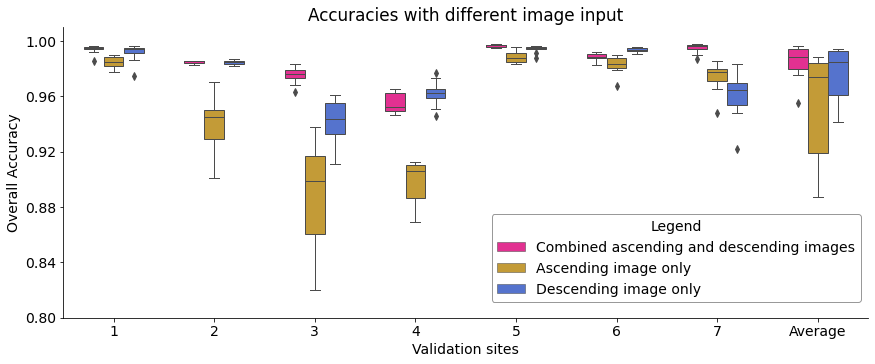 Accuracies with different image input
Overall Accuracy
1.00
0.96
0.92
0.88
0.84
0.80
Legend
Combined ascending and descending images
Ascending image only
Descending image only
1 2 3 4 5 6 7 Average
Validation sites